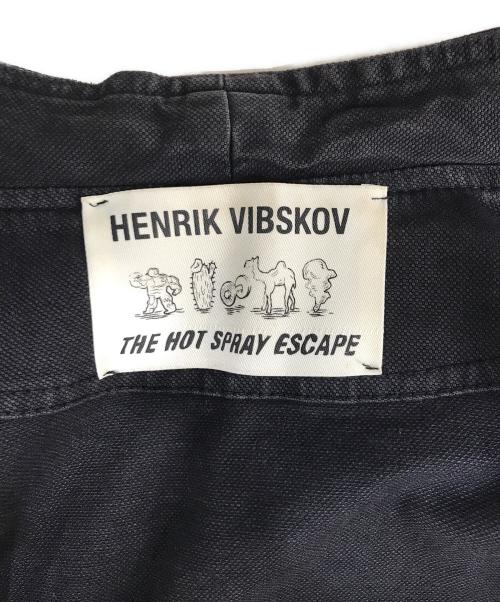 HENRIK VIBSKOV
THE HOT SPRAY ESCAPE